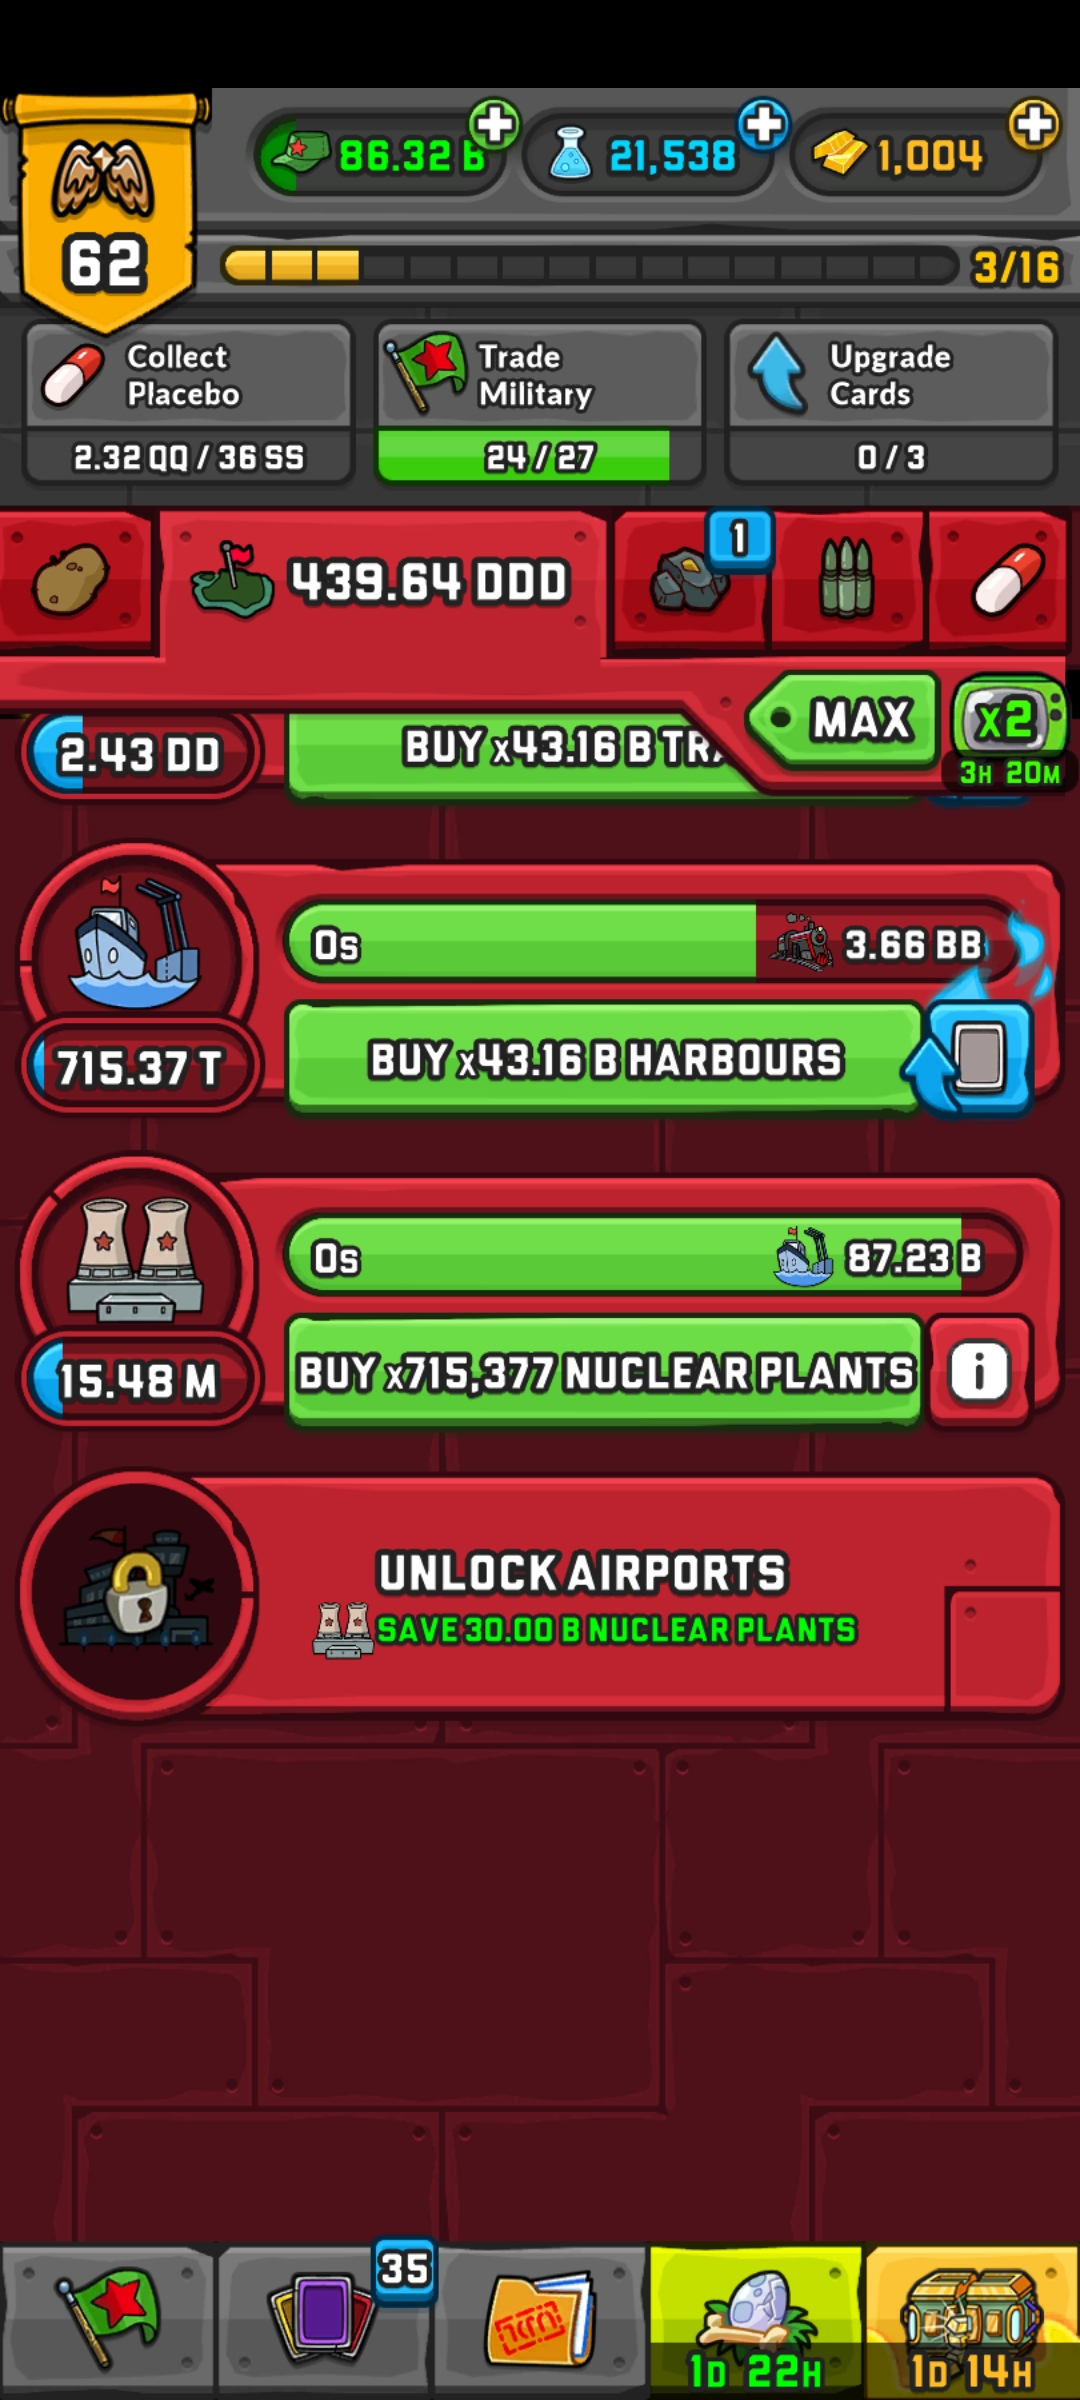 86.32 B
21,538
1,004
62
3/16
Collect
Placebo
2.32 QQ / 36 SS
Trade
Military
24 / 27
Upgrade
Cards
0 / 3
439.64 DDD
1
MAX
x2
3H 20M
2.43 DD
BUY x43.16 B
0s
3.66 BB
715.37 T
BUY x43.16 B HARBOURS
0s
87.23 B
15.48 M
BUY x715,377 NUCLEAR PLANTS
i
UNLOCK AIRPORTS
SAVE 30.00 B NUCLEAR PLANTS
35
1D 22H
1D 14H